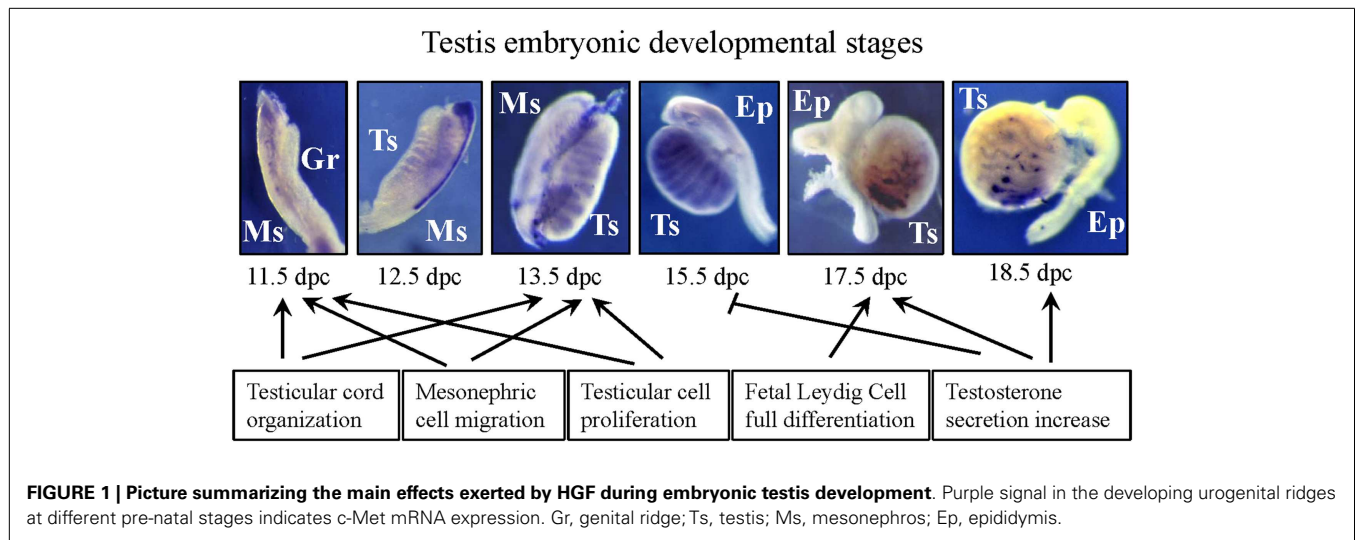 Testis embryonic developmental stages
Ms Gr
Ts Ms
Ms Ts
Ep Ts
Ep Ts
Ts Ep
11.5 dpc 12.5 dpc 13.5 dpc 15.5 dpc 17.5 dpc 18.5 dpc
Testicular cord
organization
Mesonephric
cell migration
Testicular cell
proliferation
Fetal Leydig Cell
full differentiation
Testosterone
secretion increase
FIGURE 1 | Picture summarizing the main effects exerted by HGF during embryonic testis development. Purple signal in the developing urogenital ridges
at different pre-natal stages indicates c-Met mRNA expression. Gr, genital ridge; Ts, testis; Ms, mesonephros; Ep, epididymis.